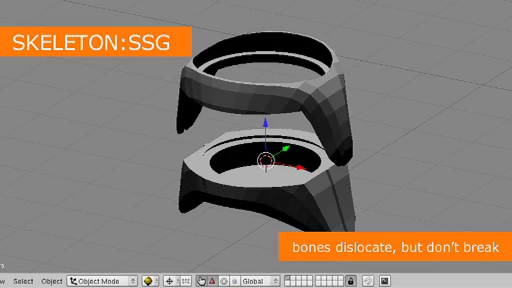 SKELETON:SSG
bones dislocate, but don't break
Select Object Object Mode Global